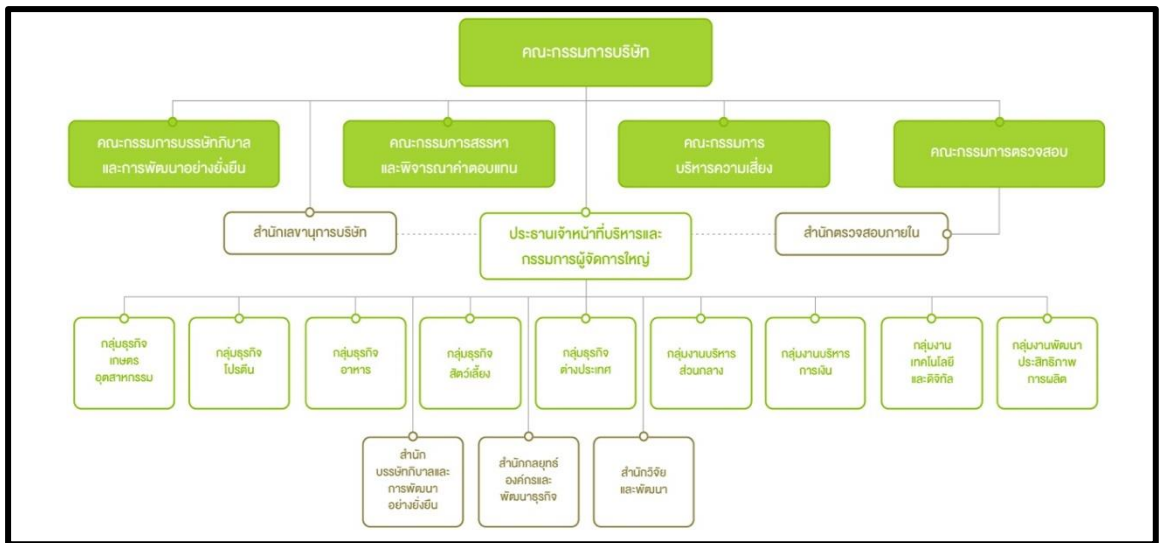 คณะกรรมการบริษัท
คณะกรรมการบรรษัทภิบาล
และการพัฒนาอย่างยั่งยืน
คณะกรรมการสรรหา
และพิจารณาค่าตอบแทน
คณะกรรมการ
บริหารความเสี่ยง
คณะกรรมการตรวจสอบ
สำนักเลขานุการบริษัท
ประธานเจ้าหน้าที่บริหารและ
กรรมการผู้จัดการใหญ่
สำนักตรวจสอบภายใน
กลุ่มธุรกิจ
เกษตร
อุตสาหกรรม
กลุ่มธุรกิจ
โปรตีน
กลุ่มธุรกิจ
อาหาร
กลุ่มธุรกิจ
สัตว์เลี้ยง
กลุ่มธุรกิจ
ต่างประเทศ
กลุ่มงานบริหาร
ส่วนกลาง
กลุ่มงานบริหาร
การเงิน
กลุ่มงาน
เทคโนโลยี
และดิจิทัล
กลุ่มงานพัฒนา
ประสิทธิภาพ
การผลิต
สำนัก
บรรษัทภิบาลและ
การพัฒนา
อย่างยั่งยืน
สำนักกลยุทธ์
องค์กรและ
พัฒนาธุรกิจ
สำนักวิจัย
และพัฒนา